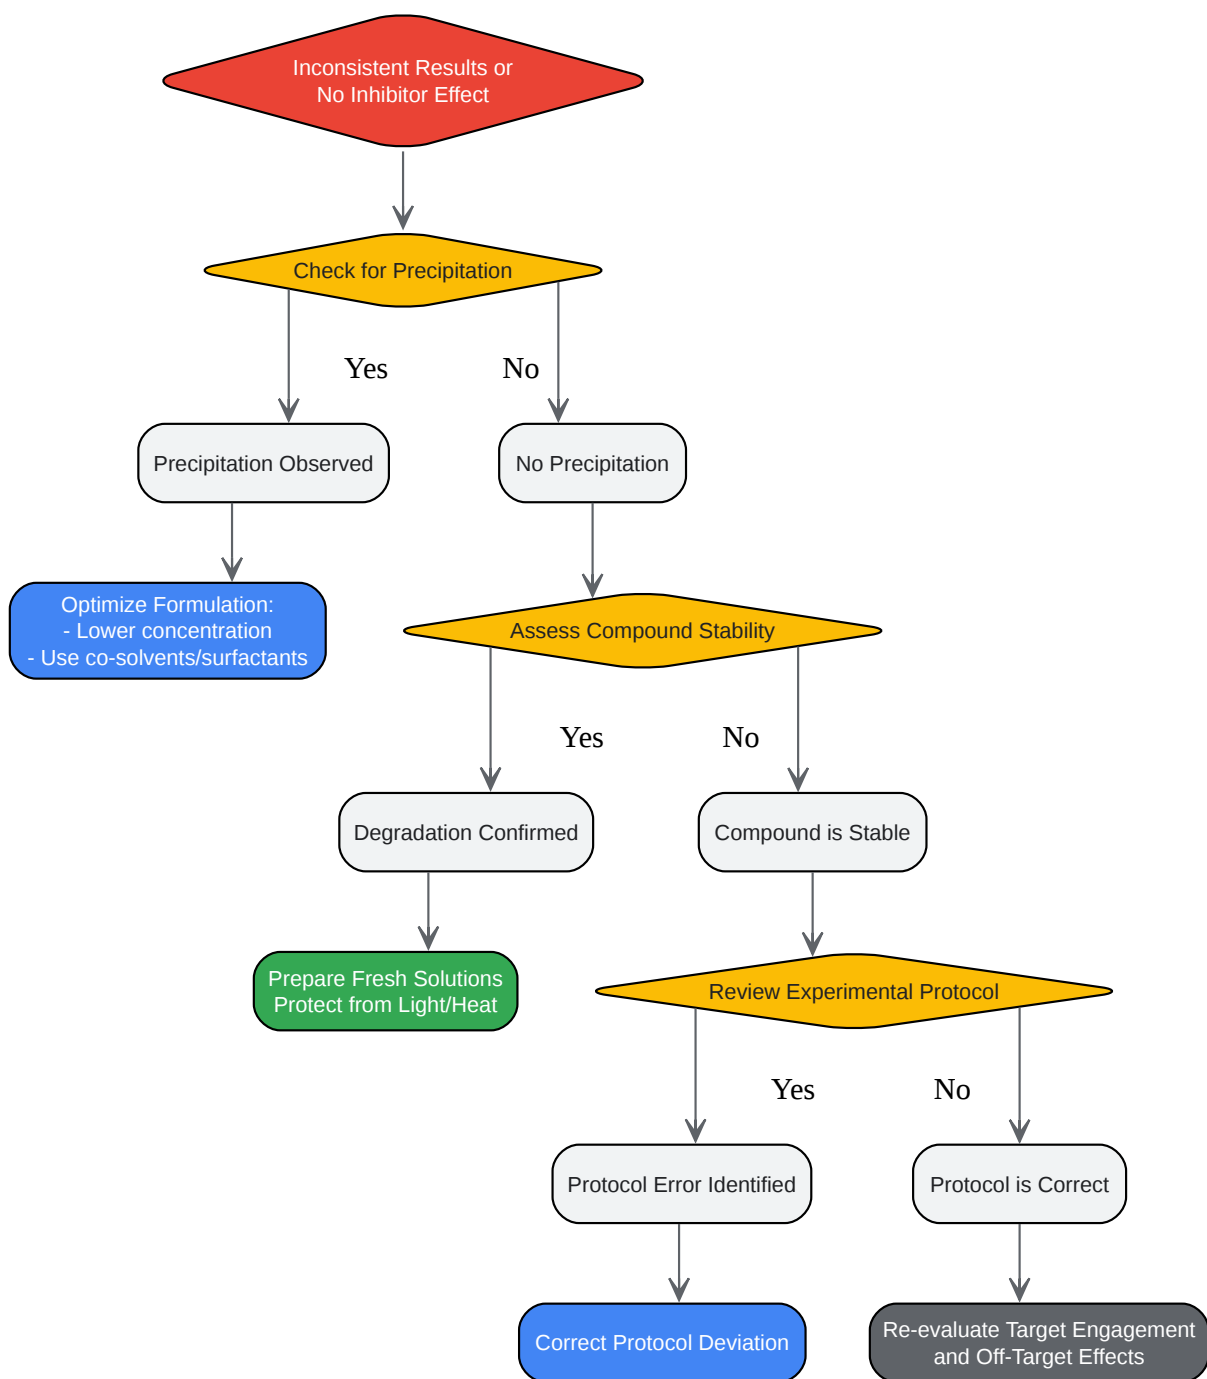 Inconsistent Results or
No Inhibitor Effect
Check for Precipitation
Yes
No
Precipitation Observed
No Precipitation
Optimize Formulation:
- Lower concentration
- Use co-solvents/surfactants
Assess Compound Stability
Yes
No
Degradation Confirmed
Compound is Stable
Prepare Fresh Solutions
Protect from Light/Heat
Review Experimental Protocol
Yes
No
Protocol Error Identified
Protocol is Correct
Correct Protocol Deviation
Re-evaluate Target Engagement
and Off-Target Effects